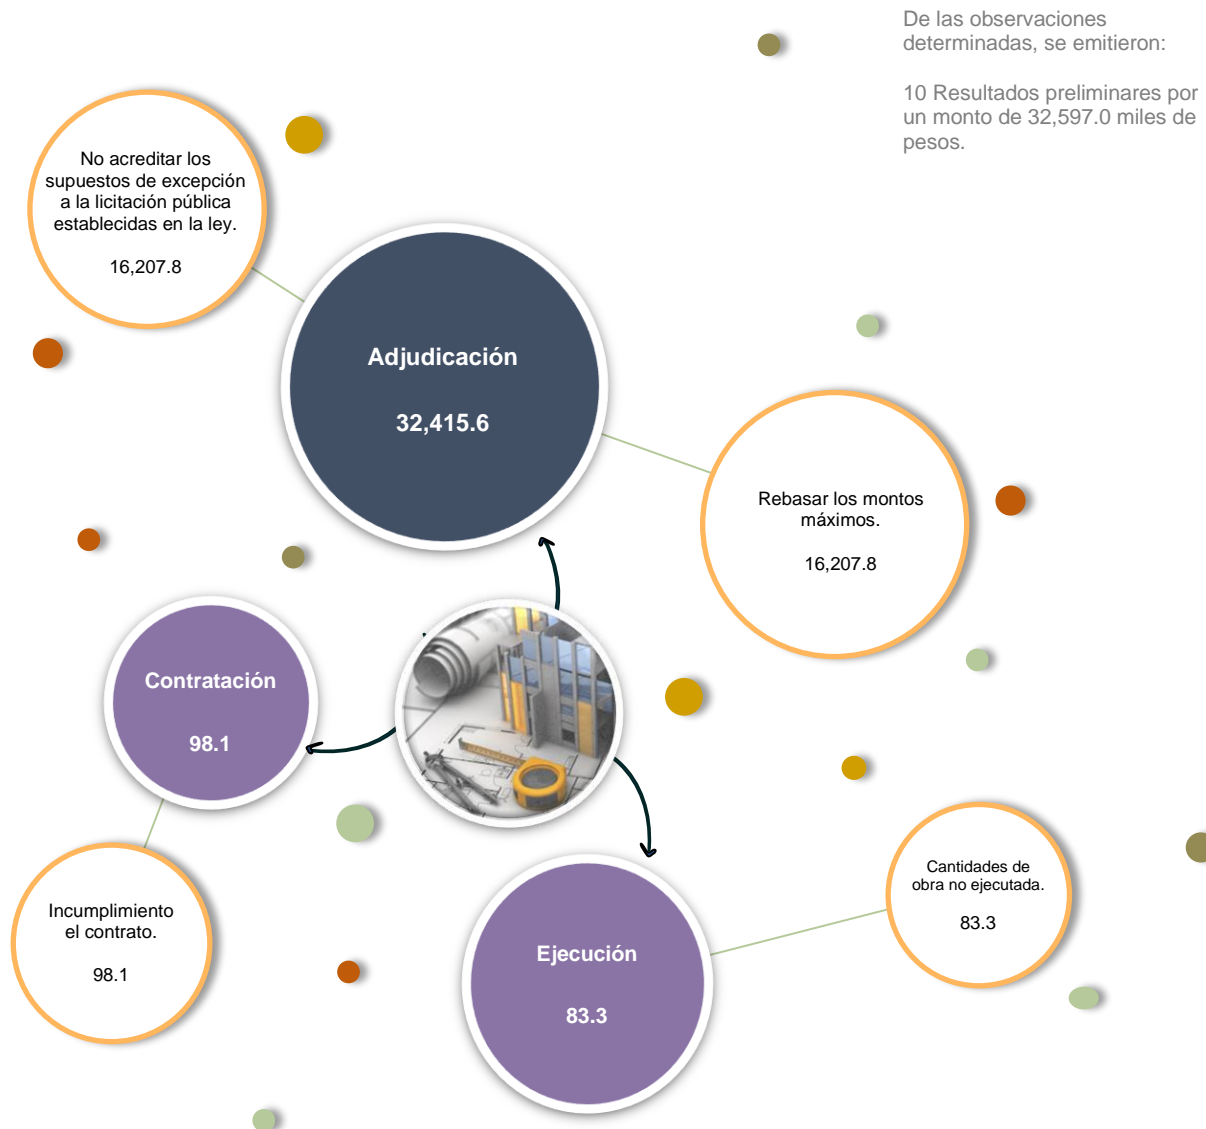 De las observaciones
determinadas, se emitieron:
10 Resultados preliminares por
un monto de 32,597.0 miles de
pesos.
No acreditar los
supuestos de excepción
a la licitación pública
establecidas en la ley.
16,207.8
Adjudicación
32,415.6
Rebasar los montos
máximos.
16,207.8
Contratación
98.1
Incumplimiento
el contrato.
98.1
Ejecución
83.3
Cantidades de
obra no ejecutada.
83.3